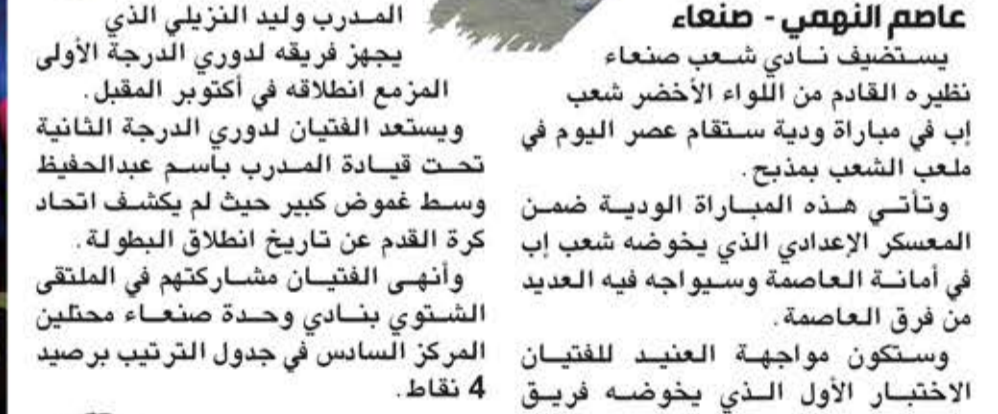 عاصم النهمي - صنعاء
يستضيف نادي شعب صنعاء
نظيره القادم من اللواء الأخضر شعب
إب في مباراة ودية ستقام عصر اليوم في
ملعب الشعب بمذبح.
وتأتي هذه المباراة الودية ضمن
المعسكر الإعدادي الذي يخوضه شعب إب
في أمانة العاصمة وسيواجه فيه العديد
من فرق العاصمة.
وستكون مواجهة العنيد للفتيان
الاختبار الأول الذي يخوضه فريق
المدرب وليد النزيلي الذي
يجهز فريقه لدوري الدرجة الأولى
المزمع انطلاقه في أكتوبر المقبل.
ويستعد الفتيان لدوري الدرجة الثانية
تحت قيادة المدرب باسم عبدالحفيظ
وسط غموض كبير حيث لم يكشف اتحاد
كرة القدم عن تاريخ انطلاق البطولة.
وأنهى الفتيان مشاركتهم في الملتقى
الشتوي بنادي وحدة صنعاء محتلين
المركز السادس في جدول الترتيب برصيد
4 نقاط.